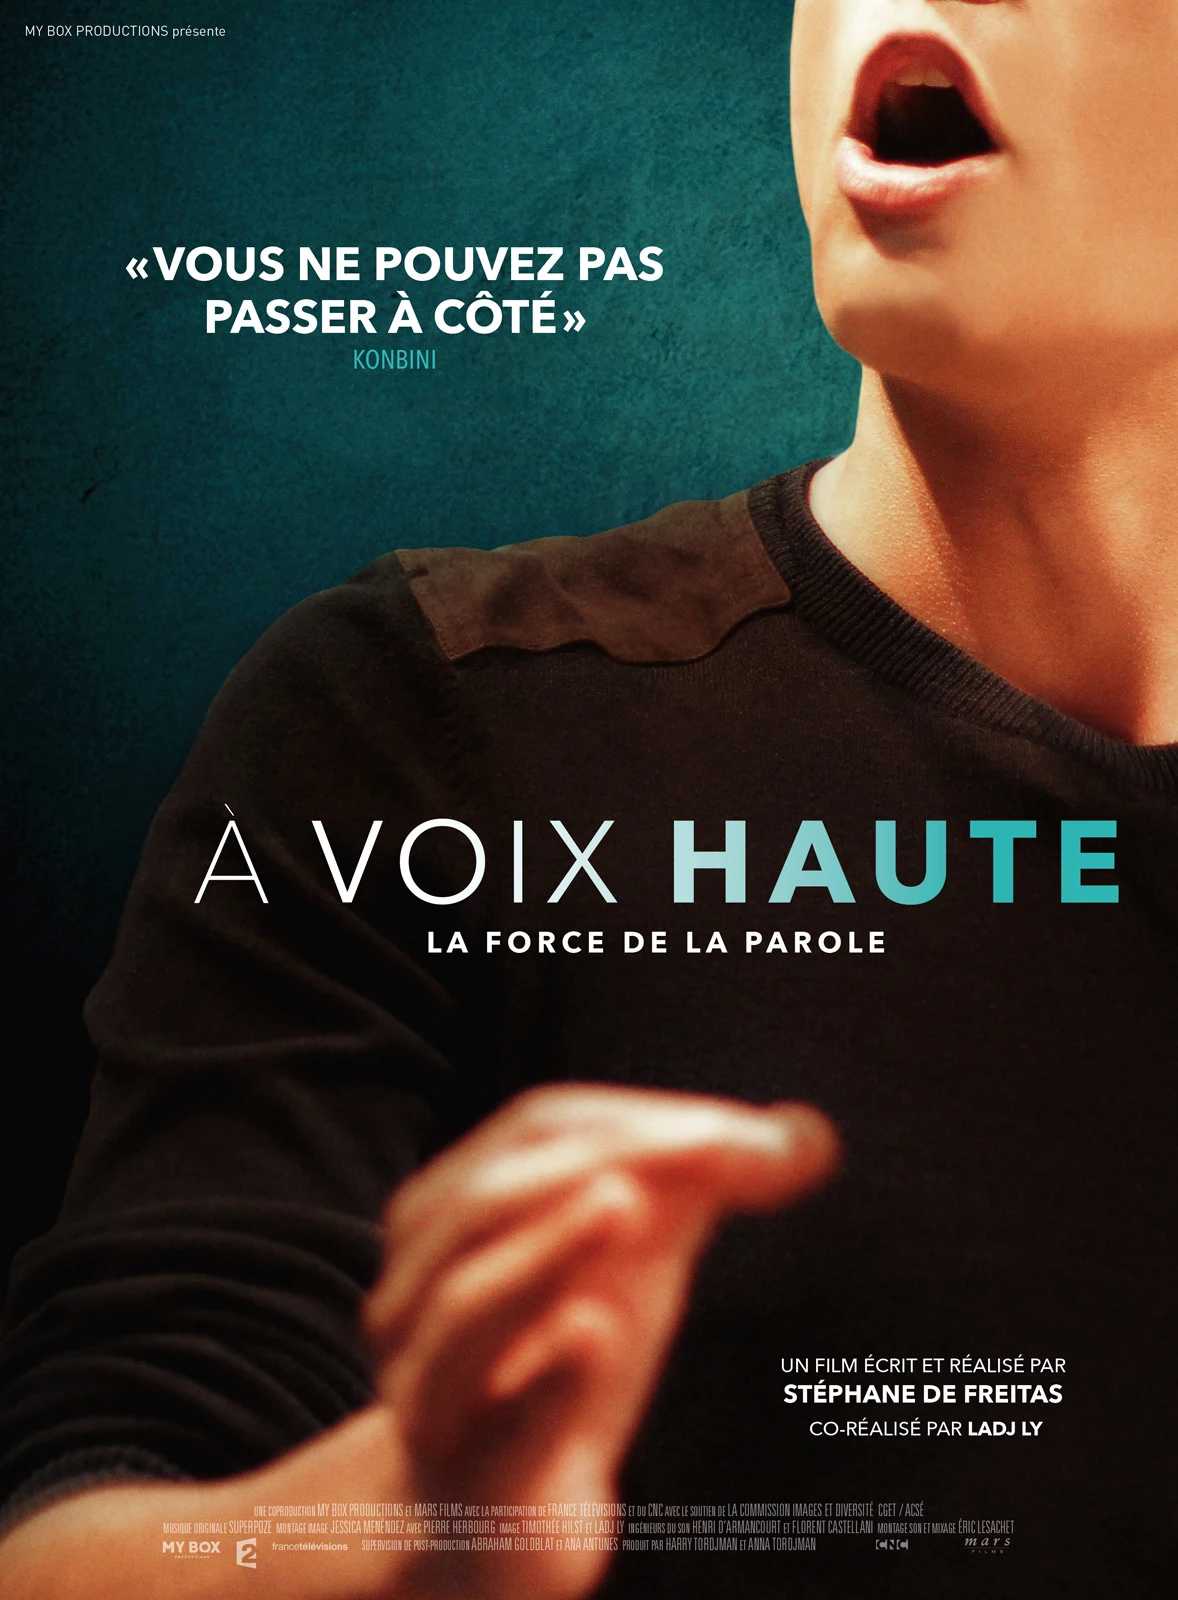 MY BOX PRODUCTIONS présente
«VOUS NE POUVEZ PAS
PASSER À CÔTÉ»
KONBINI
À VOIX HAUTE
LA FORCE DE LA PAROLE
UN FILM ÉCRIT ET RÉALISÉ PAR
STÉPHANE DE FREITAS
CO-RÉALISÉ PAR LADJ LY
UNE COPRODUCTION MY BOX PRODUCTIONS ET MARS FILMS AVEC LA PARTICIPATION DE FRANCE TÉLÉVISIONS ET DU CNC AVEC LE SOUTIEN DE LA COMMISSION IMAGES ET DIVERSITÉ CGET / ACSÉ
MUSIQUE ORIGINALE SUPERPOZE MONTAGE IMAGE JESSICA MENÉNDEZ AVEC PIERRE HERBOURG IMAGE TIMOTHÉE HILST ET LADJ LY INGÉNIEURS DU SON HENRI D'ARMANCOURT ET FLORENT CASTELLANI MONTAGE SON ET MIXAGE ÉRIC LESACHET
MY BOX PRODUCTIONS 2 francetélévisions SUPERVISION DE POST-PRODUCTION ABRAHAM GOLDBLAT ET ANA ANTUNES PRODUIT PAR HARRY TORDJMAN ET ANNA TORDJMAN CNC mars FILMS